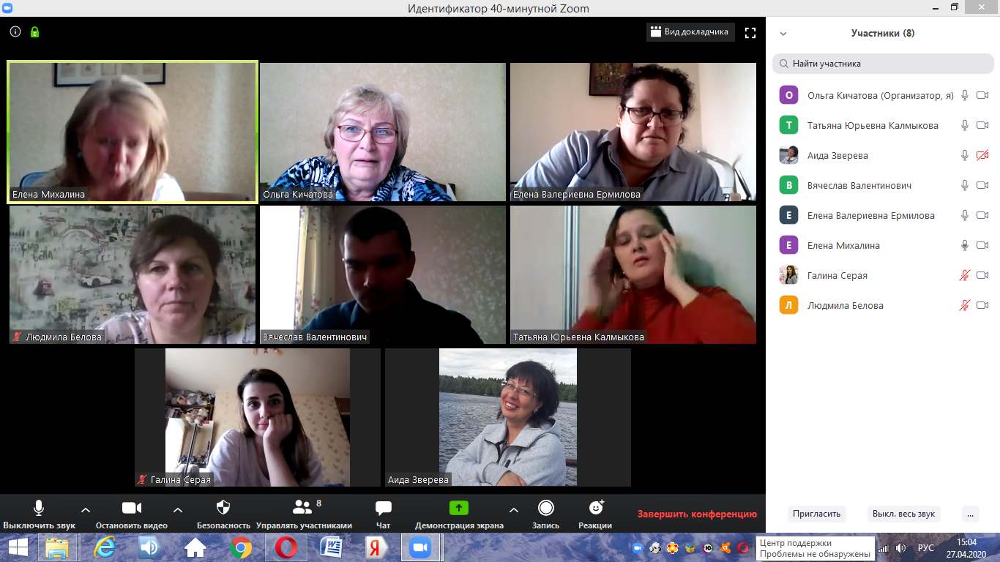 Идентификатор 40-минутной Zoom
Вид докладчика
Участники (8)
Найти участника
Елена Михалина
Ольга Кичатова
Елена Валериевна Ермилова
Людмила Белова
Вячеслав Валентинович
Татьяна Юрьевна Калмыкова
Галина Серая
Аида Зверева
О Ольга Кичатова (Организатор, я)
Т Татьяна Юрьевна Калмыкова
Аида Зверева
В Вячеслав Валентинович
Е Елена Валериевна Ермилова
Е Елена Михалина
Галина Серая
Л Людмила Белова
Пригласить
Выкл. весь звук
...
8
Выключить звук
Остановить видео
Безопасность
Управлять участниками
Чат
Демонстрация экрана
Запись
Реакции
Завершить конференцию
Центр поддержки
Проблемы не обнаружены
РУС
15:04
27.04.2020